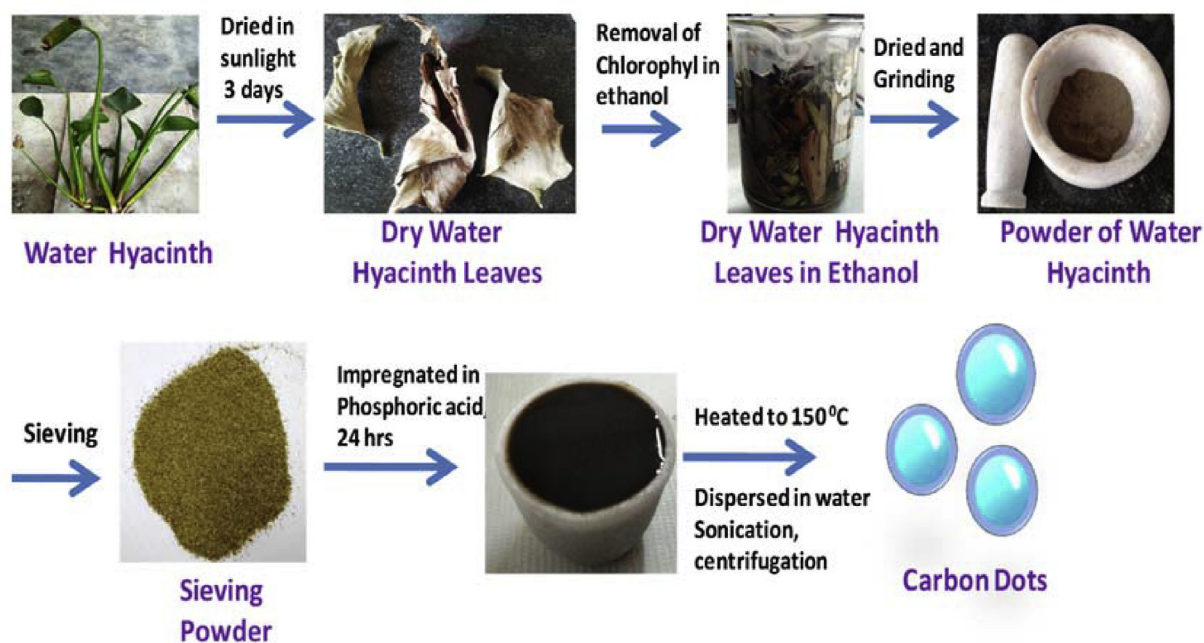 Dried in
sunlight
3 days
Removal of
Chlorophyl in
ethanol
Dried and
Grinding
Water Hyacinth
Dry Water
Hyacinth Leaves
Dry Water Hyacinth
Leaves in Ethanol
Powder of Water
Hyacinth
Sieving
Impregnated in
Phosphoric acid,
24 hrs
Heated to 150⁰C
Dispersed in water
Sonication,
centrifugation
Sieving
Powder
Carbon Dots